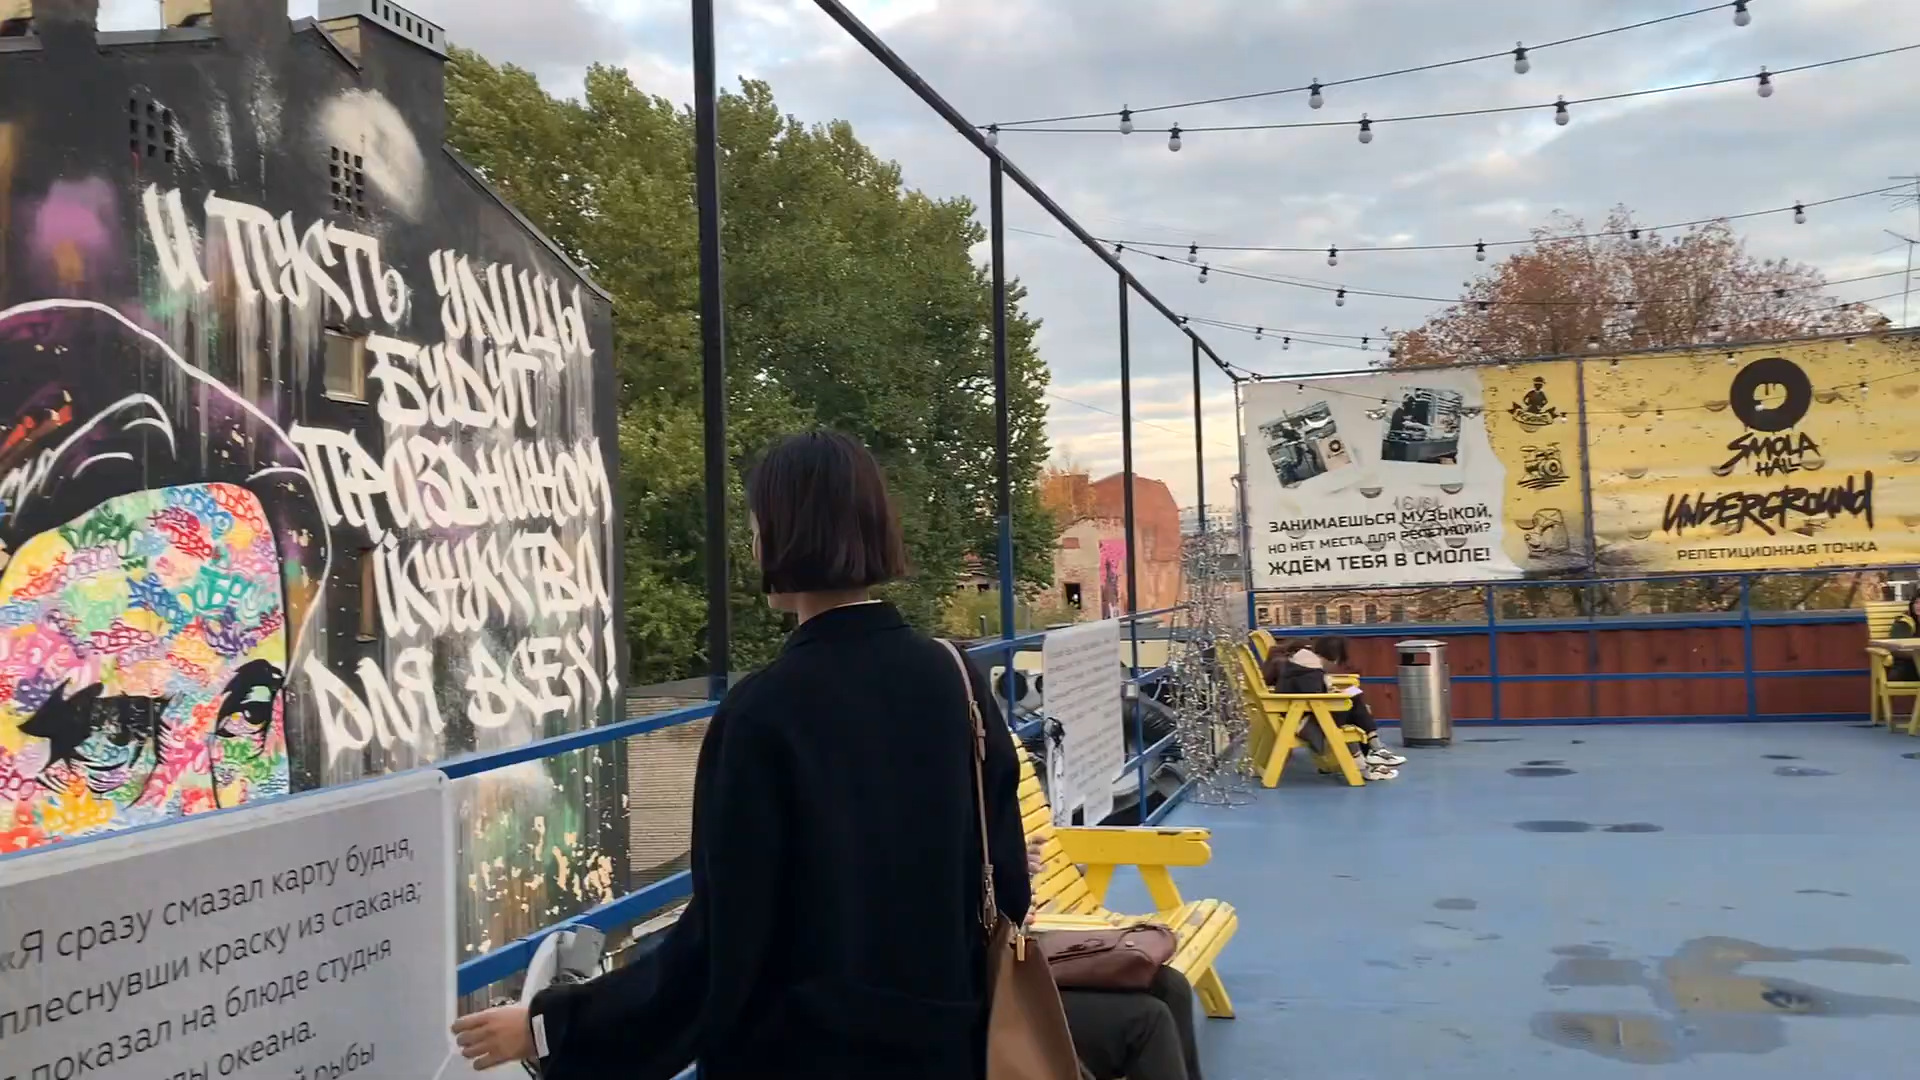 И ПУСТЬ УЛИЦЫ
БУДУТ
ПРАЗДНИКОМ
ИСКУССТВА
ДЛЯ ВСЕХ!
«Я сразу смазал карту будня,
плеснувши краску из стакана;
показал на блюде студня
океана.
рыбы
ЗАНИМАЕШЬСЯ МУЗЫКОЙ,
НО НЕТ МЕСТА ДЛЯ РЕПЕТИЦИЙ?
ЖДЁМ ТЕБЯ В СМОЛЕ!
SMOLA
HALL
UNDERGROUND
РЕПЕТИЦИОННАЯ ТОЧКА